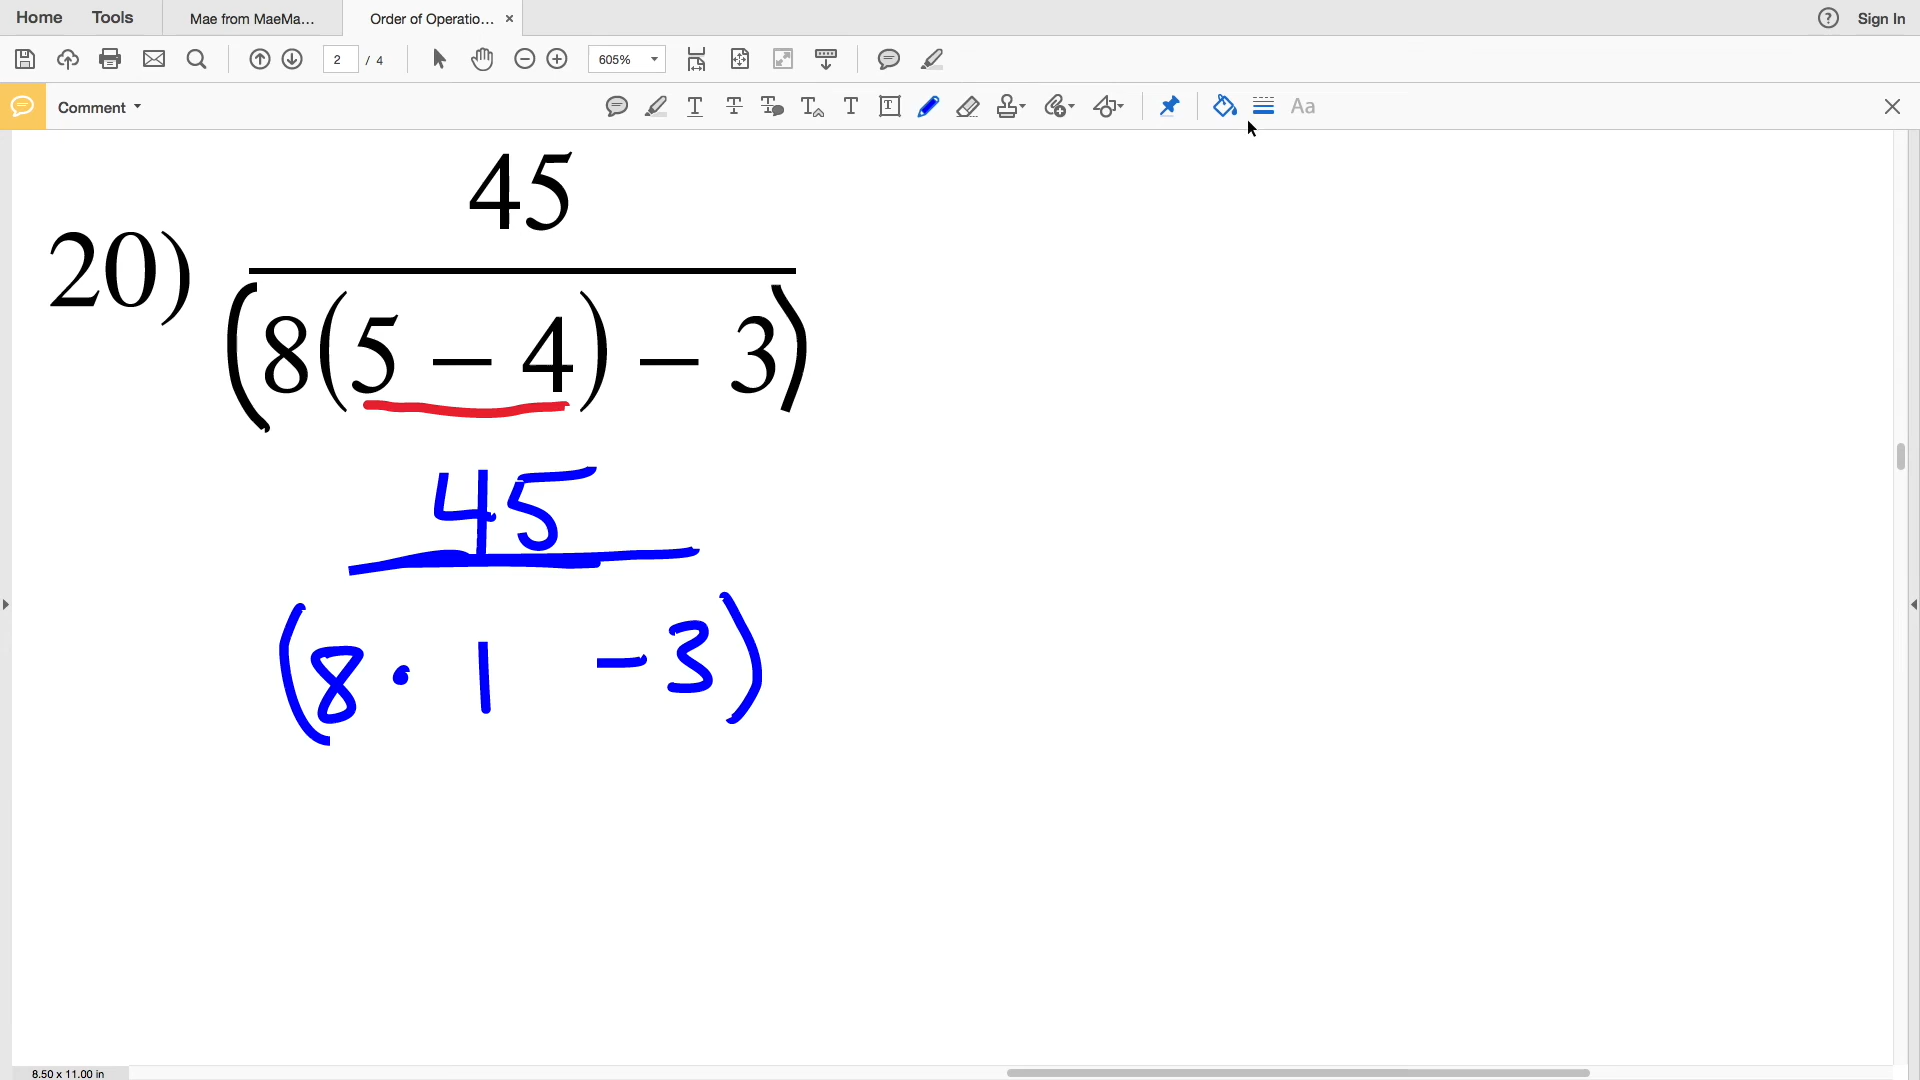 Home Tools Mae from MaeMa... Order of Operatio... × ? Sign In
2 / 4 605%
Comment T T T T T T Aa
45
20)
(8(5 − 4) − 3)
45
(8 · 1 - 3)
8.50 x 11.00 in